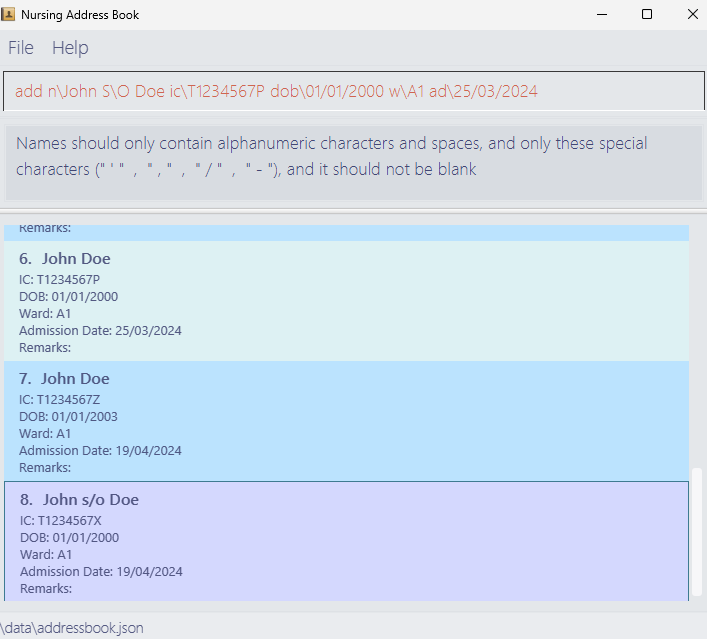 Nursing Address Book
File Help
add n\John S\O Doe ic\T1234567P dob\01/01/2000 w\A1 ad\25/03/2024
Names should only contain alphanumeric characters and spaces, and only these special
characters (" ' " , " , " , " / " , " - "), and it should not be blank
Remarks:
6. John Doe
IC: T1234567P
DOB: 01/01/2000
Ward: A1
Admission Date: 25/03/2024
Remarks:
7. John Doe
IC: T1234567Z
DOB: 01/01/2003
Ward: A1
Admission Date: 19/04/2024
Remarks:
8. John s/o Doe
IC: T1234567X
DOB: 01/01/2000
Ward: A1
Admission Date: 19/04/2024
Remarks:
\data\addressbook.json